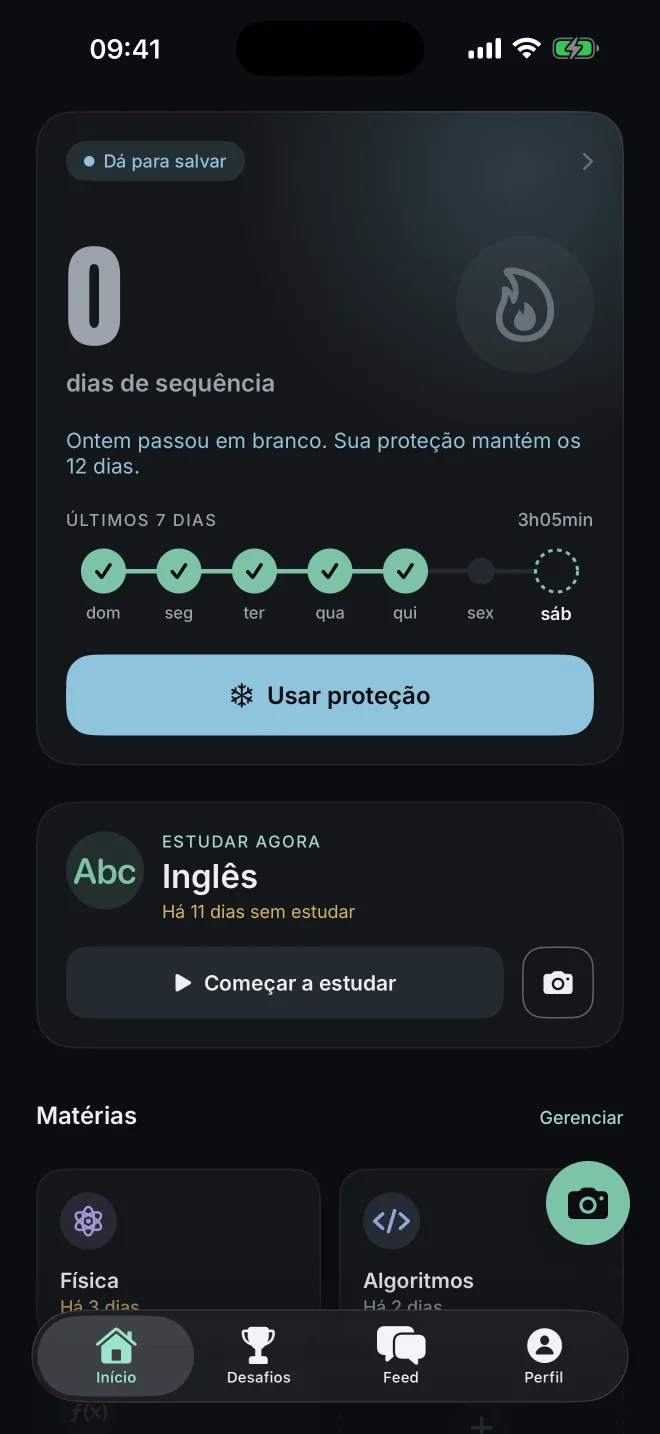 09:41
Dá para salvar
0
dias de sequência
Ontem passou em branco. Sua proteção mantém os
12 dias.
ÚLTIMOS 7 DIAS
3h05min
dom seg ter qua qui sex sáb
Usar proteção
Abc
ESTUDAR AGORA
Inglês
Há 11 dias sem estudar
Começar a estudar
Matérias
Gerenciar
</>
Física
Algoritmos
Há 3 dias
Há 2 dias
Início
Desafios
Feed
Perfil
f(x)
+